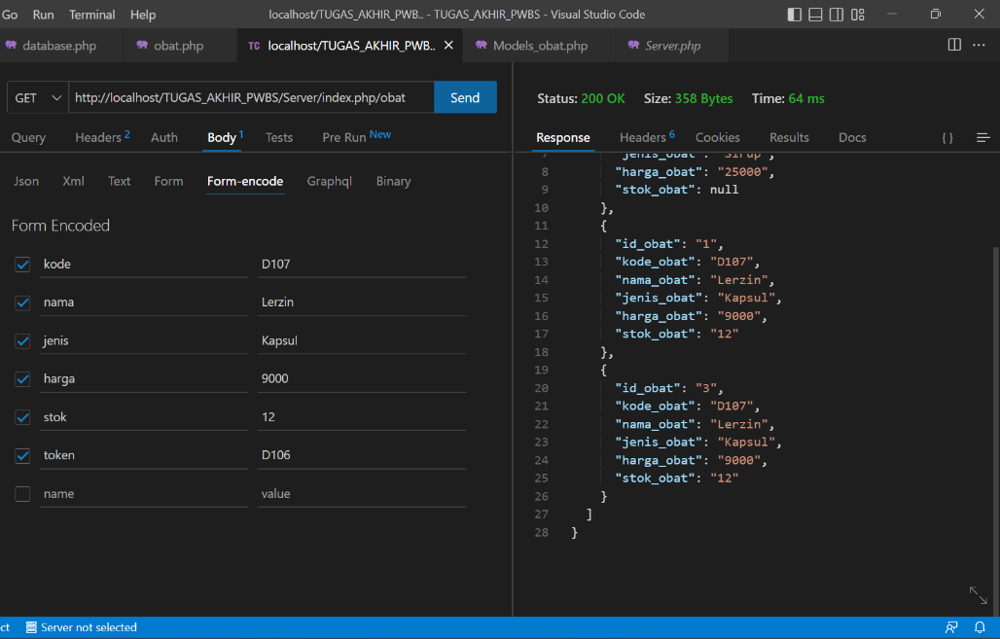 Go Run Terminal Help localhost/TUGAS_AKHIR_PWB.. - TUGAS_AKHIR_PWBS - Visual Studio Code
database.php obat.php TC localhost/TUGAS_AKHIR_PWB.. Models_obat.php Server.php
GET http://localhost/TUGAS_AKHIR_PWBS/Server/index.php/obat Send
Query Headers 2 Auth Body 1 Tests Pre Run New
Json Xml Text Form Form-encode Graphql Binary
Form Encoded
kode D107
nama Lerzin
jenis Kapsul
harga 9000
stok 12
token D106
name value
Status: 200 OK Size: 358 Bytes Time: 64 ms
Response Headers 6 Cookies Results Docs { }
7 "jenis_obat": "Sirup",
8 "harga_obat": "25000",
9 "stok_obat": null
10 },
11 {
12 "id_obat": "1",
13 "kode_obat": "D107",
14 "nama_obat": "Lerzin",
15 "jenis_obat": "Kapsul",
16 "harga_obat": "9000",
17 "stok_obat": "12"
18 },
19 {
20 "id_obat": "3",
21 "kode_obat": "D107",
22 "nama_obat": "Lerzin",
23 "jenis_obat": "Kapsul",
24 "harga_obat": "9000",
25 "stok_obat": "12"
26 }
27 ]
28 }
ct Server not selected